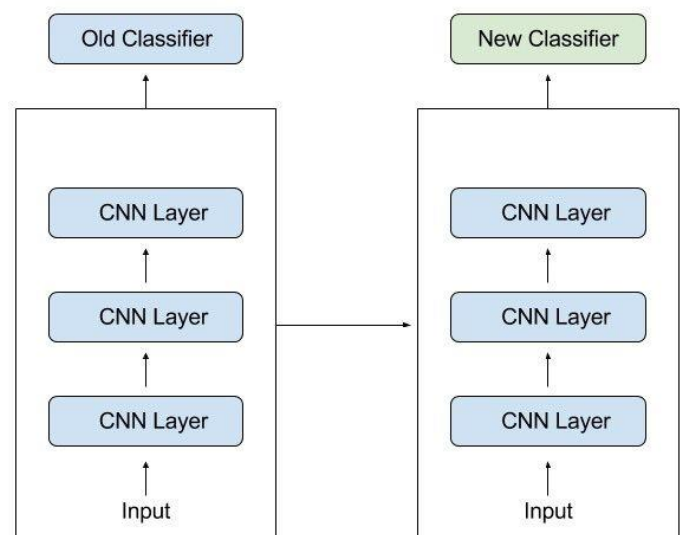 Old Classifier
CNN Layer
CNN Layer
CNN Layer
Input
New Classifier
CNN Layer
CNN Layer
CNN Layer
Input